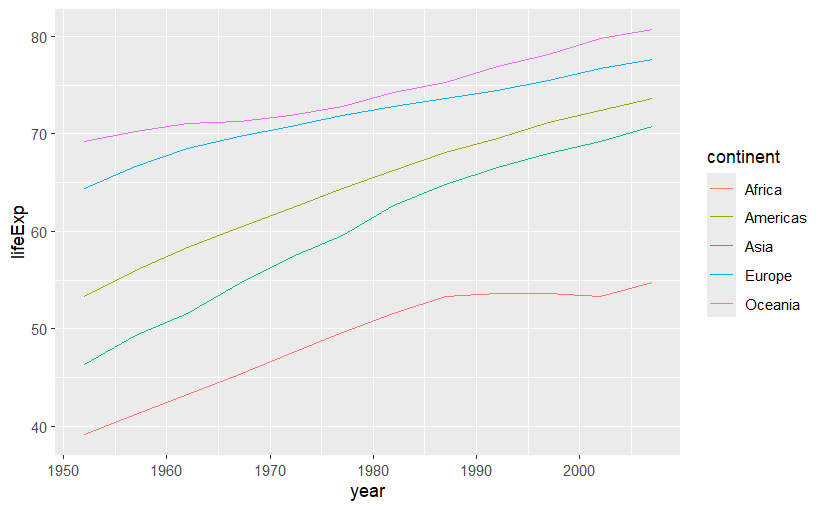 lifeExp
80
70
60
50
40
1950 1960 1970 1980 1990 2000
year
continent
Africa
Americas
Asia
Europe
Oceania